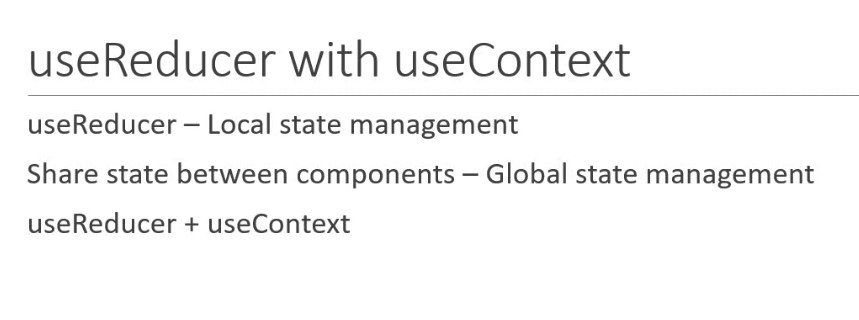 useReducer with useContext
useReducer – Local state management
Share state between components – Global state management
useReducer + useContext